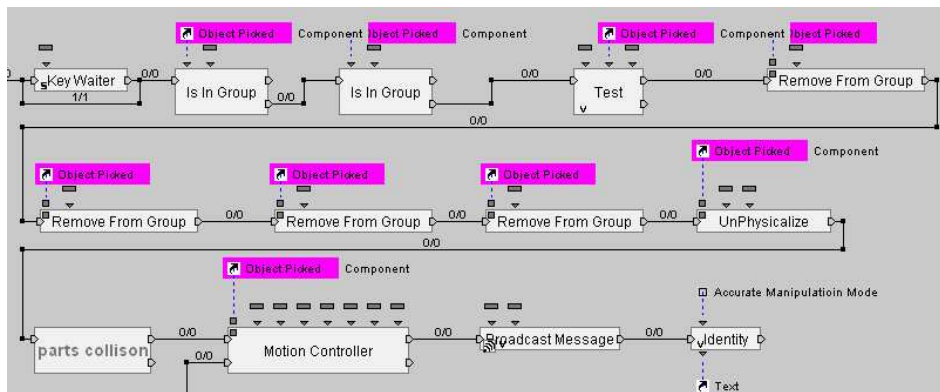 Object Picked Component Object Picked Component Object Picked Component Object Picked
0/0 Key Waiter 0/0 Is In Group 0/0 Is In Group 0/0 Test 0/0 Remove From Group
1/1
0/0
Object Picked Object Picked Object Picked Object Picked Component
Remove From Group 0/0 Remove From Group 0/0 Remove From Group 0/0 UnPhysicalize
0/0
Object Picked Component
Accurate Manipulatioin Mode
parts collison 0/0 0/0 Motion Controller 0/0 Broadcast Message 0/0 Identity
Text